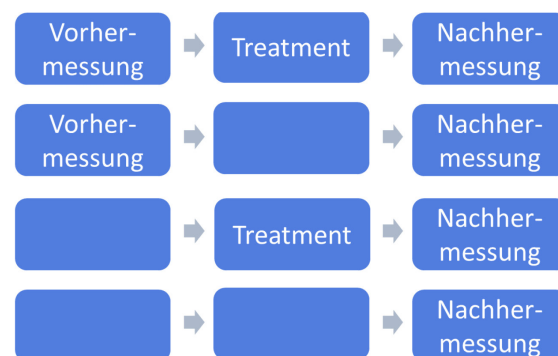 Vorher-
messung
Treatment
Nachher-
messung
Vorher-
messung
Nachher-
messung
Treatment
Nachher-
messung
Nachher-
messung